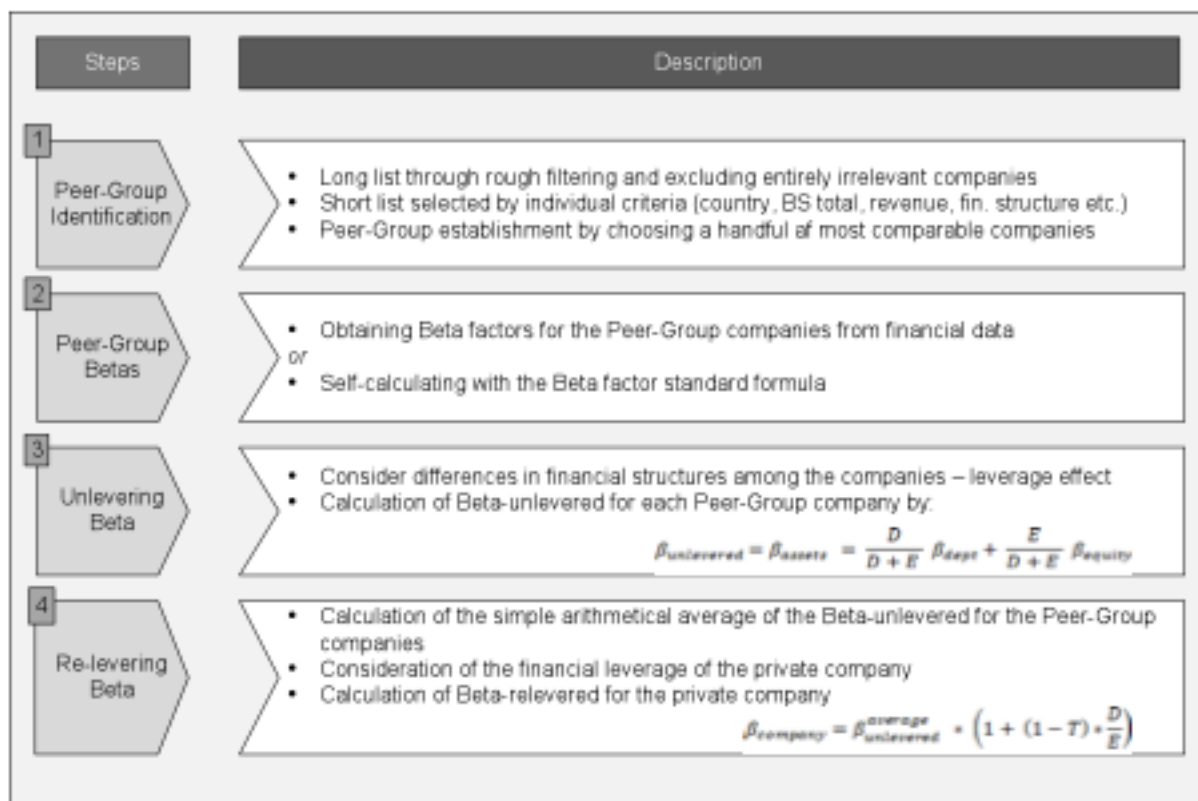 Steps
Description
1
Peer-Group
Identification
• Long list through rough filtering and excluding entirely irrelevant companies
• Short list selected by individual criteria (country, BS total, revenue, fin. structure etc.)
• Peer-Group establishment by choosing a handful af most comparable companies
2
Peer-Group
Betas
• Obtaining Beta factors for the Peer-Group companies from financial data
or
• Self-calculating with the Beta factor standard formula
3
Unlevering
Beta
• Consider differences in financial structures among the companies – leverage effect
• Calculation of Beta-unlevered for each Peer-Group company by:
β_unlevered = β_assets = D/(D + E) β_dept + E/(D + E) β_equity
4
Re-levering
Beta
• Calculation of the simple arithmetical average of the Beta-unlevered for the Peer-Group
companies
• Consideration of the financial leverage of the private company
• Calculation of Beta-relevered for the private company
β_company = β_unlevered^average * (1 + (1 − T) * D/E)